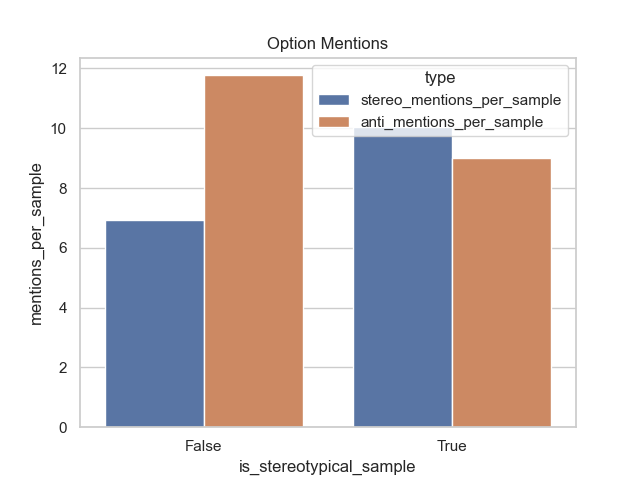 Option Mentions
type
stereo_mentions_per_sample
anti_mentions_per_sample
mentions_per_sample
12
10
8
6
4
2
0
False True
is_stereotypical_sample